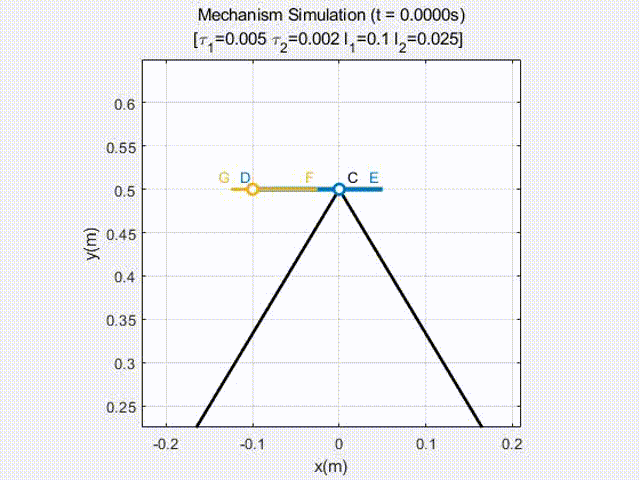 Mechanism Simulation (t = 0.0000s)
[τ₁=0.005 τ₂=0.002 l₁=0.1 l₂=0.025]
0.6
0.55
G D F C E
0.5
0.45
y(m)
0.4
0.35
0.3
0.25
-0.2 -0.1 0 0.1 0.2
x(m)